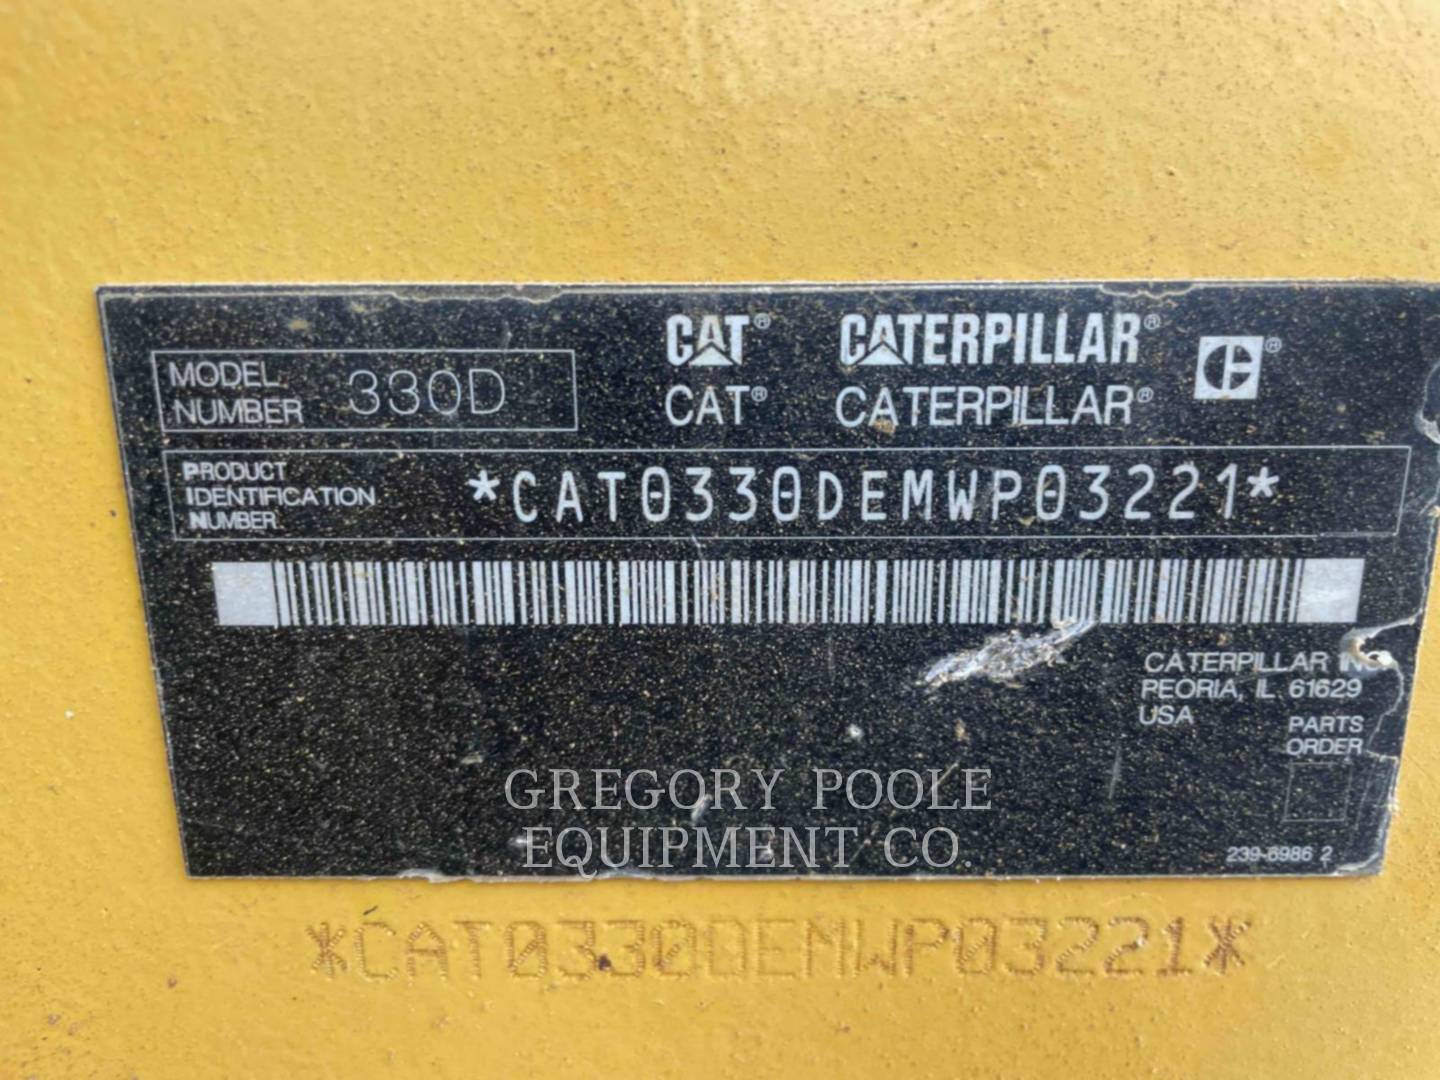 CAT® CATERPILLAR®
MODEL NUMBER 330D
CAT® CATERPILLAR®
PRODUCT
IDENTIFICATION
NUMBER
*CAT0330DEMWP03221*
CATERPILLAR INC
PEORIA, IL 61629
USA
PARTS
ORDER
GREGORY POOLE
EQUIPMENT CO.
239-6986 2
*CAT0330DEMWP03221*